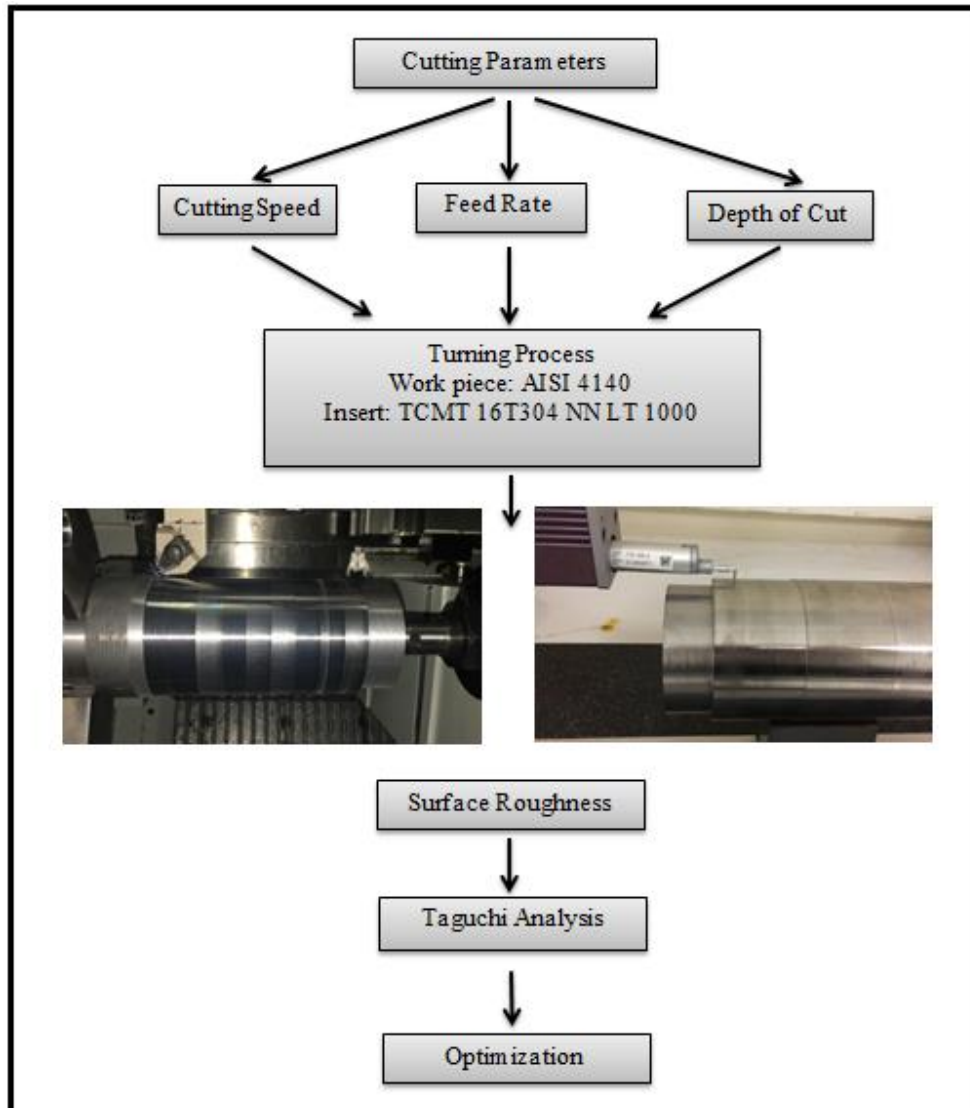 Cutting Parameters
Cutting Speed
Feed Rate
Depth of Cut
Turning Process
Work piece: AISI 4140
Insert: TCMT 16T304 NN LT 1000
Surface Roughness
Taguchi Analysis
Optimization